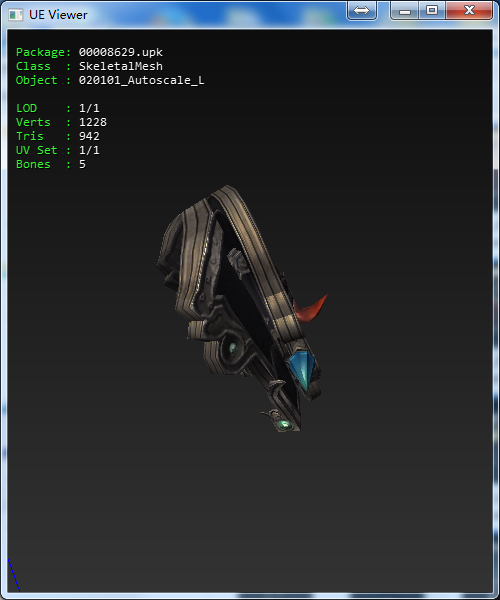 UE Viewer
Package: 00008629.upk
Class : SkeletalMesh
Object : 020101_Autoscale_L
LOD : 1/1
Verts : 1228
Tris : 942
UV Set : 1/1
Bones : 5